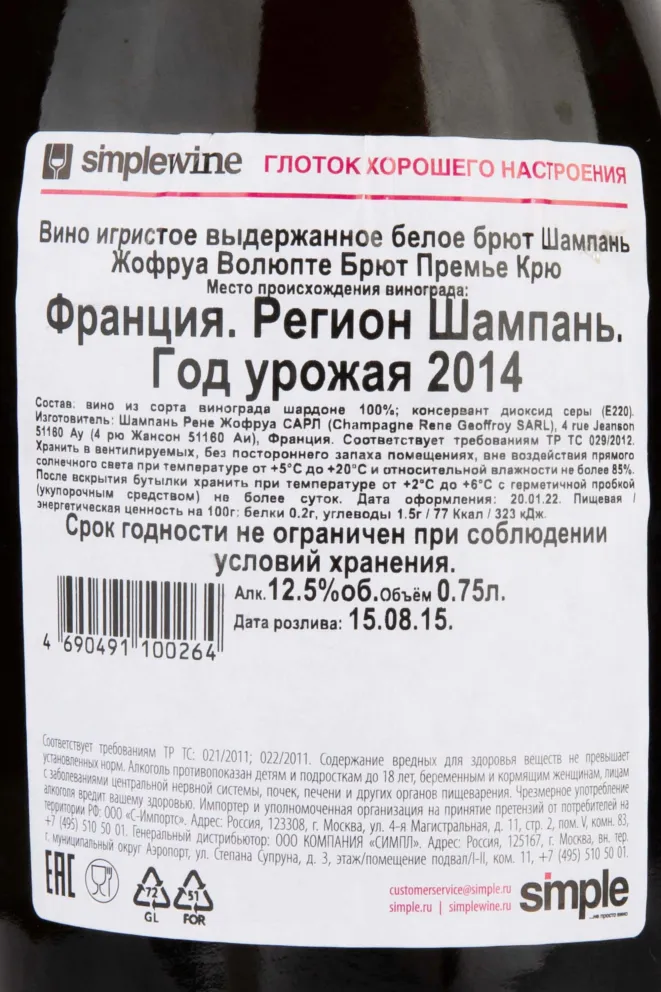 simplewine ГЛОТОК ХОРОШЕГО НАСТРОЕНИЯ
Вино игристое выдержанное белое брют Шампань
Жофруа Волюпте Брют Премье Крю
Место происхождения винограда:
Франция. Регион Шампань.
Год урожая 2014
Состав: вино из сорта винограда шардоне 100%; консервант диоксид серы (E220).
Изготовитель: Шампань Рене Жофруа САРЛ (Champagne Rene Geoffroy SARL), 4 rue Jeanson
51160 Ay (4 рю Жансон 51160 Аи), Франция. Соответствует требованиям ТР ТС 029/2012.
Хранить в вентилируемых, без постороннего запаха помещениях, вне воздействия прямого
солнечного света при температуре от +5°C до +20°C и относительной влажности не более 85%.
После вскрытия бутылки хранить при температуре от +2°C до +6°C с герметичной пробкой
(укупорочным средством) не более суток. Дата оформления: 20.01.22. Пищевая /
энергетическая ценность на 100г: белки 0.2г, углеводы 1.5г / 77 Ккал / 323 кДж.
Срок годности не ограничен при соблюдении
условий хранения.
Алк.12.5%об.Объём 0.75л.
Дата розлива: 15.08.15.
4 690491 100264
Соответствует требованиям ТР ТС: 021/2011; 022/2011. Содержание вредных для здоровья веществ не превышает
установленных норм. Алкоголь противопоказан детям и подросткам до 18 лет, беременным и кормящим женщинам, лицам
с заболеваниями центральной нервной системы, почек, печени и других органов пищеварения. Чрезмерное употребление
алкоголя вредит вашему здоровью. Импортер и уполномоченная организация на принятие претензий от потребителей на
территории РФ: ООО «С-Импортс». Адрес: Россия, 123308, г. Москва, ул. 4-я Магистральная, д. 11, стр. 2, пом. V, комн. 83,
+7 (495) 510 50 01. Генеральный дистрибьютор: ООО КОМПАНИЯ «СИМПЛ». Адрес: Россия, 125167, г. Москва, вн. тер.
г. муниципальный округ Аэропорт, ул. Степана Супруна, д. 3, этаж/помещение подвал/I-II, ком. 11, +7 (495) 510 50 01.
EAC
72
GL
51
FOR
customerservice@simple.ru
simple.ru | simplewine.ru
simple
...не просто вино